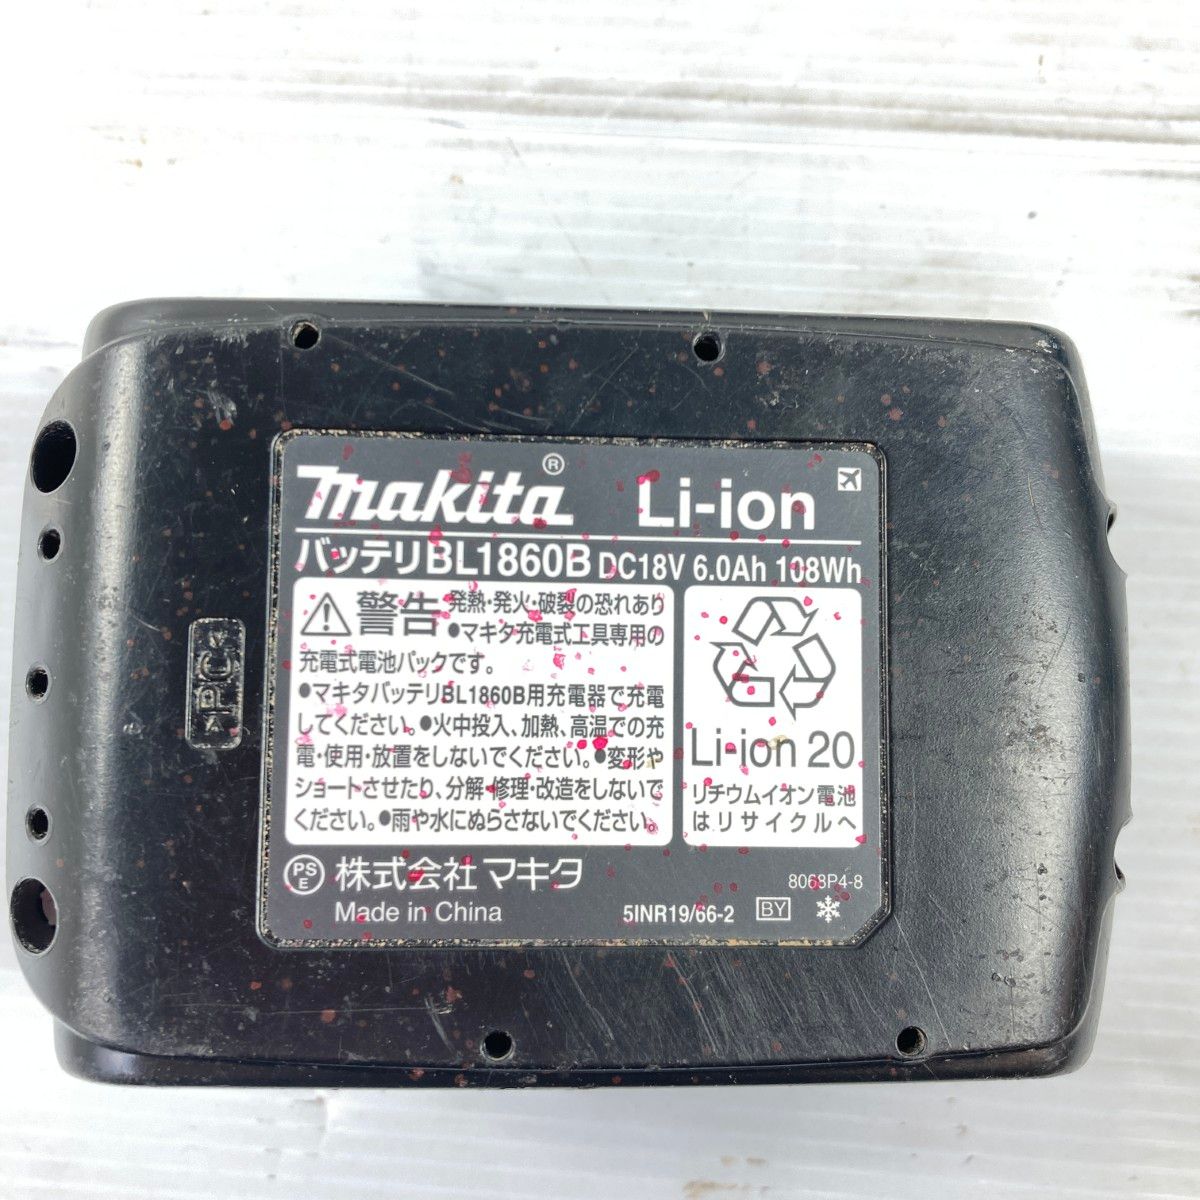 makita® Li-ion
バッテリBL1860B DC18V 6.0Ah 108Wh
警告 発熱・発火・破裂の恐れあり
●マキタ充電式工具専用の
充電式電池パックです。
●マキタバッテリBL1860B用充電器で充電
してください。●火中投入、加熱、高温での充
電・使用・放置をしないでください。●変形や
ショートさせたり、分解・修理・改造をしないで
ください。●雨や水にぬらさないでください。
Li-ion 20
リチウムイオン電池
はリサイクルへ
PSE 株式会社 マキタ
Made in China
8068P4-8
5INR19/66-2 BY
>PC<